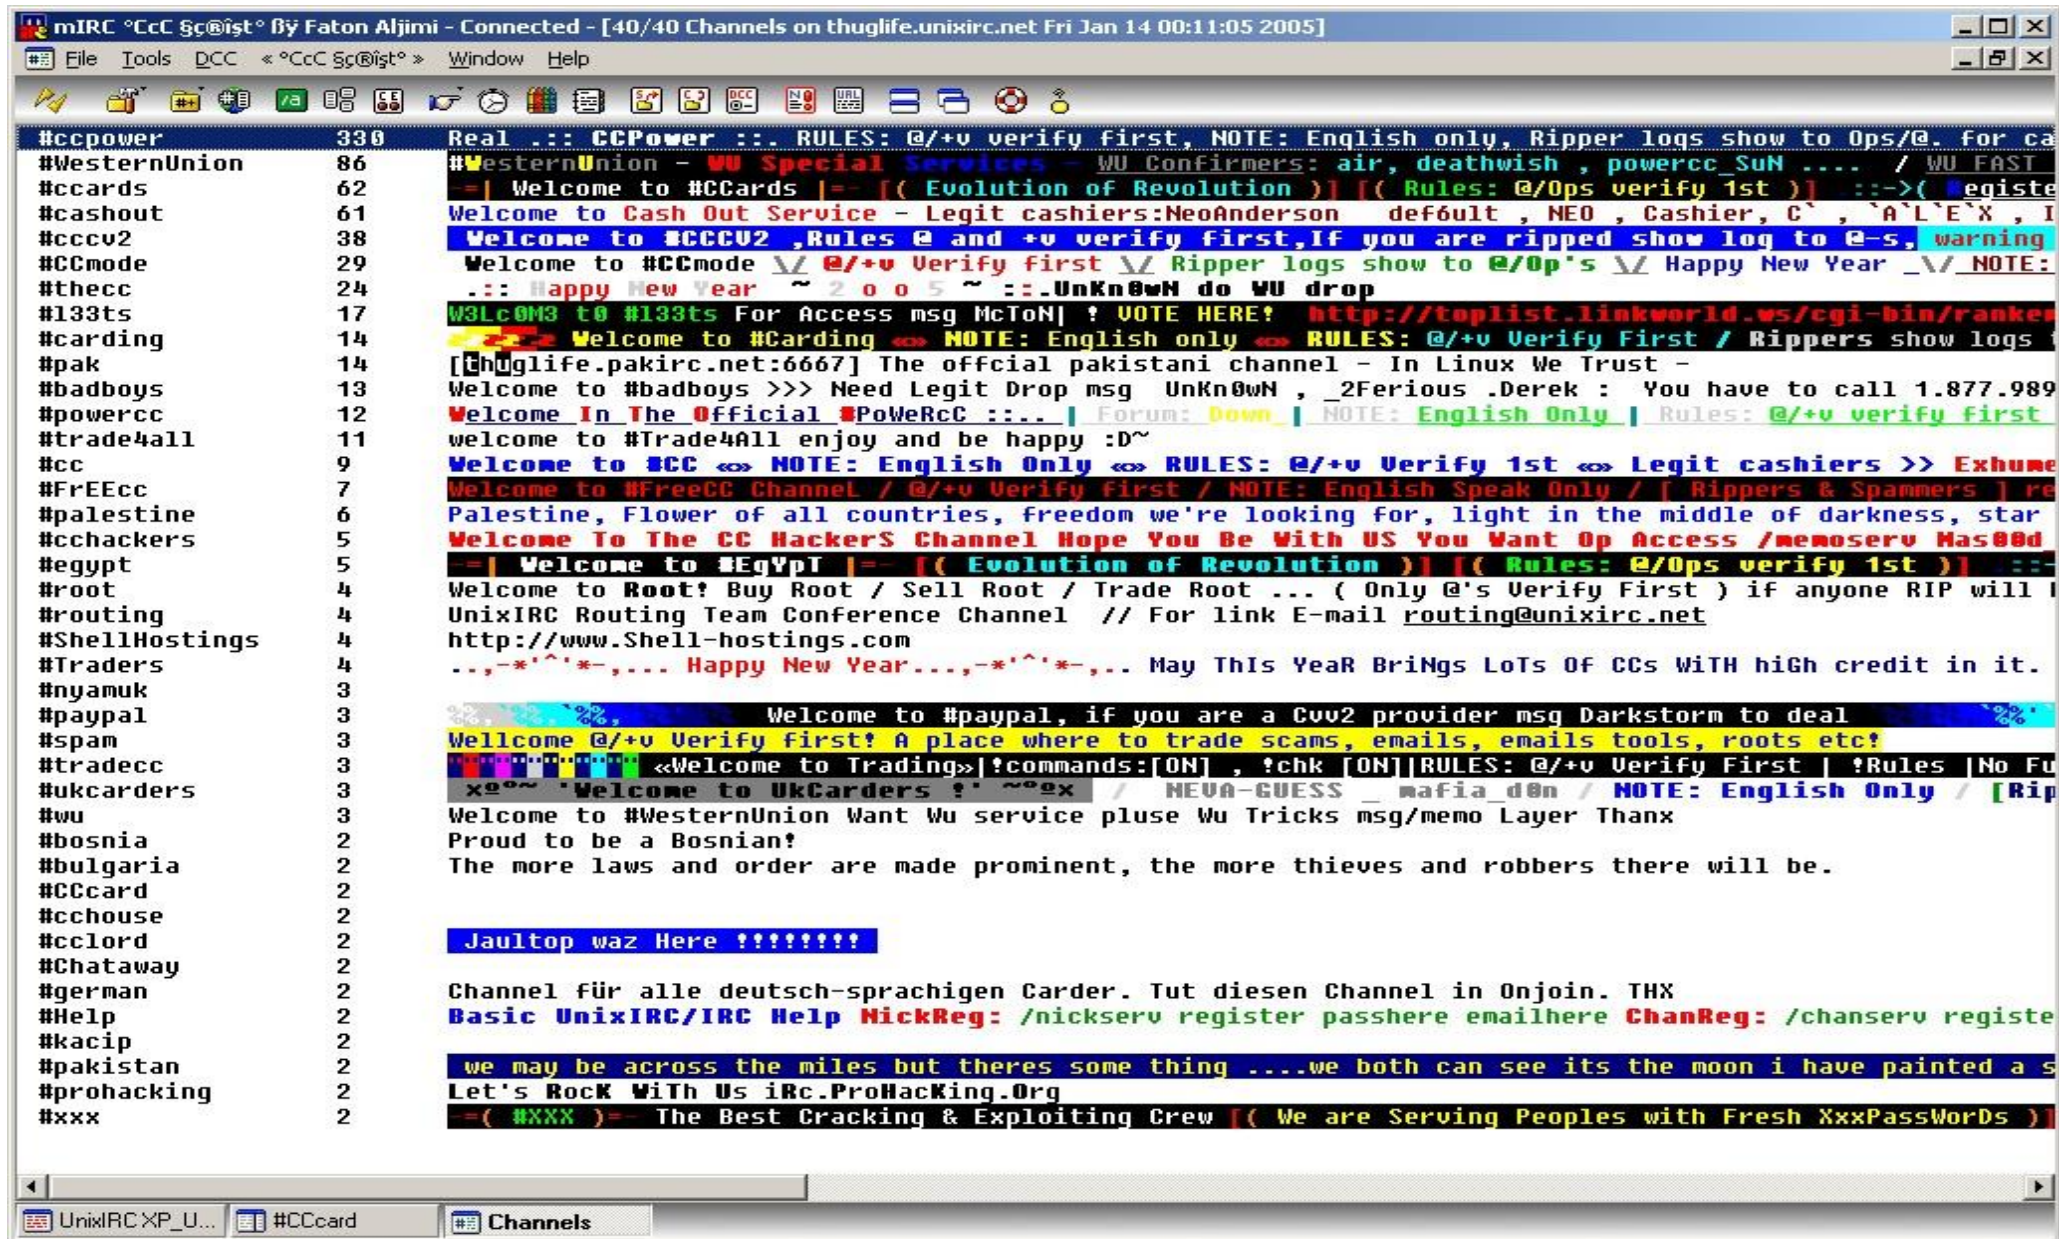 mIRC °CcC §ç®îşt° ßÿ Faton Aljimi - Connected - [40/40 Channels on thuglife.unixirc.net Fri Jan 14 00:11:05 2005]
File Tools DCC « °CcC §ç®îşt° » Window Help
#ccpower 330 Real .:: CCPower ::. RULES: @/+v verify first, NOTE: English only, Ripper logs show to Ops/@. for ca
#WesternUnion 86 #WesternUnion - WU Special Services - WU Confirmers: air, deathwish , powercc_SuN .... / WU FAST
#ccards 62 -=| Welcome to #CCards |=- [( Evolution of Revolution )] [( Rules: @/Ops verify 1st )] ::->( Registe
#cashout 61 Welcome to Cash Out Service - Legit cashiers:NeoAnderson def6ult , NEO , Cashier, C` , `A`L`E`X , I
#cccv2 38 Welcome to #CCCV2 ,Rules @ and +v verify first,If you are ripped show log to @-s, warning
#CCmode 29 Welcome to #CCmode \/ @/+v Verify first \/ Ripper logs show to @/Op's \/ Happy New Year _\/ NOTE:
#thecc 24 .:: Happy New Year ~ 2 o o 5 ~ ::.UnKn0wN do WU drop
#l33ts 17 W3Lc0M3 t0 #l33ts For Access msg McToN| ! VOTE HERE! http://toplist.linkworld.ws/cgi-bin/ranker
#carding 14 Welcome to #Carding «» NOTE: English only «» RULES: @/+v Verify First / Rippers show logs
#pak 14 [thuglife.pakirc.net:6667] The offcial pakistani channel - In Linux We Trust -
#badboys 13 Welcome to #badboys >>> Need Legit Drop msg UnKn0wN , _2Ferious .Derek : You have to call 1.877.989
#powercc 12 Welcome In The Official #PoWeRcC ::.. | Forum: Down | NOTE: English Only | Rules: @/+v verify first
#trade4all 11 welcome to #Trade4All enjoy and be happy :D~
#cc 9 Welcome to #CC «» NOTE: English Only «» RULES: @/+v Verify 1st «» Legit cashiers >> Exhume
#FrEEcc 7 Welcome to #FreeCC ChanneL / @/+v Verify first / NOTE: English Speak Only / [ Rippers & Spammers ] re
#palestine 6 Palestine, Flower of all countries, freedom we're looking for, light in the middle of darkness, star
#cchackers 5 Welcome To The CC HackerS Channel Hope You Be With US You Want Op Access /memoserv Mas00d_
#egypt 5 -=| Welcome to #EgYpT |=- [( Evolution of Revolution )] [( Rules: @/Ops verify 1st )] ::-
#root 4 Welcome to Root! Buy Root / Sell Root / Trade Root ... ( Only @'s Verify First ) if anyone RIP will
#routing 4 UnixIRC Routing Team Conference Channel // For link E-mail routing@unixirc.net
#ShellHostings 4 http://www.Shell-hostings.com
#Traders 4 ..,-*'^'*-,... Happy New Year...,-*'^'*-,.. May ThIs YeaR BriNgs LoTs Of CCs WiTH hiGh credit in it.
#nyamuk 3
#paypal 3 Welcome to #paypal, if you are a Cvv2 provider msg Darkstorm to deal
#spam 3 Wellcome @/+v Verify first! A place where to trade scams, emails, emails tools, roots etc!
#tradecc 3 «Welcome to Trading»|!commands:[ON] , !chk [ON]|RULES: @/+v Verify First | !Rules |No Fu
#ukcarders 3 xº°~ 'Welcome to UkCarders !' ~°ºx / NEVA-GUESS _ mafia_d0n / NOTE: English Only / [Rip
#wu 3 Welcome to #WesternUnion Want Wu service pluse Wu Tricks msg/memo Layer Thanx
#bosnia 2 Proud to be a Bosnian!
#bulgaria 2 The more laws and order are made prominent, the more thieves and robbers there will be.
#CCcard 2
#cchouse 2
#cclord 2 Jaultop waz Here !!!!!!!!
#Chataway 2
#german 2 Channel für alle deutsch-sprachigen Carder. Tut diesen Channel in Onjoin. THX
#Help 2 Basic UnixIRC/IRC Help NickReg: /nickserv register passhere emailhere ChanReg: /chanserv registe
#kacip 2
#pakistan 2 we may be across the miles but theres some thing ....we both can see its the moon i have painted a s
#prohacking 2 Let's RocK WiTh Us iRc.ProHacKing.Org
#xxx 2 -=( #XXX )=- The Best Cracking & Exploiting Crew [( We are Serving Peoples with Fresh XxxPassWorDs )]
UnixIRC XP_U... #CCcard Channels